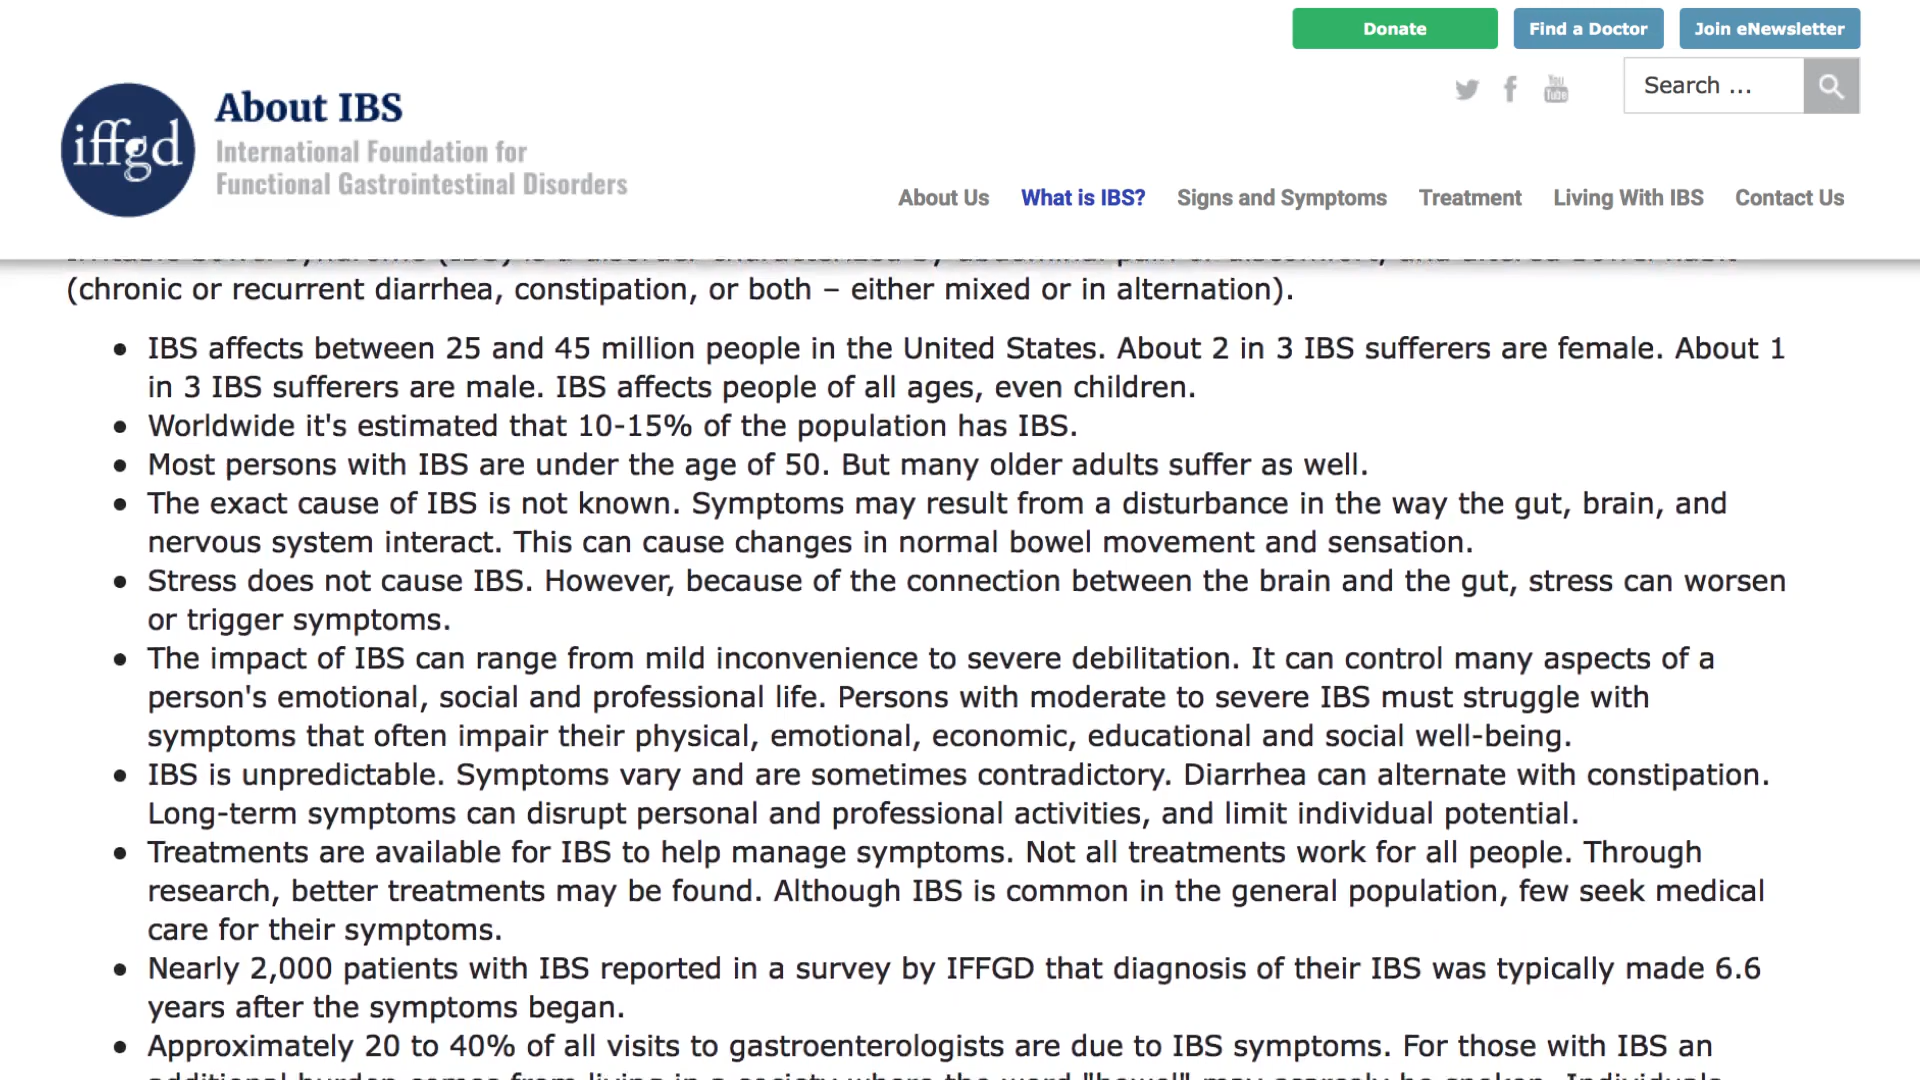 Donate
Find a Doctor
Join eNewsletter
Search ...
You
Tube
iffgd
About IBS
International Foundation for
Functional Gastrointestinal Disorders
About Us
What is IBS?
Signs and Symptoms
Treatment
Living With IBS
Contact Us
(chronic or recurrent diarrhea, constipation, or both – either mixed or in alternation).
IBS affects between 25 and 45 million people in the United States. About 2 in 3 IBS sufferers are female. About 1
in 3 IBS sufferers are male. IBS affects people of all ages, even children.
Worldwide it's estimated that 10-15% of the population has IBS.
Most persons with IBS are under the age of 50. But many older adults suffer as well.
The exact cause of IBS is not known. Symptoms may result from a disturbance in the way the gut, brain, and
nervous system interact. This can cause changes in normal bowel movement and sensation.
Stress does not cause IBS. However, because of the connection between the brain and the gut, stress can worsen
or trigger symptoms.
The impact of IBS can range from mild inconvenience to severe debilitation. It can control many aspects of a
person's emotional, social and professional life. Persons with moderate to severe IBS must struggle with
symptoms that often impair their physical, emotional, economic, educational and social well-being.
IBS is unpredictable. Symptoms vary and are sometimes contradictory. Diarrhea can alternate with constipation.
Long-term symptoms can disrupt personal and professional activities, and limit individual potential.
Treatments are available for IBS to help manage symptoms. Not all treatments work for all people. Through
research, better treatments may be found. Although IBS is common in the general population, few seek medical
care for their symptoms.
Nearly 2,000 patients with IBS reported in a survey by IFFGD that diagnosis of their IBS was typically made 6.6
years after the symptoms began.
Approximately 20 to 40% of all visits to gastroenterologists are due to IBS symptoms. For those with IBS an